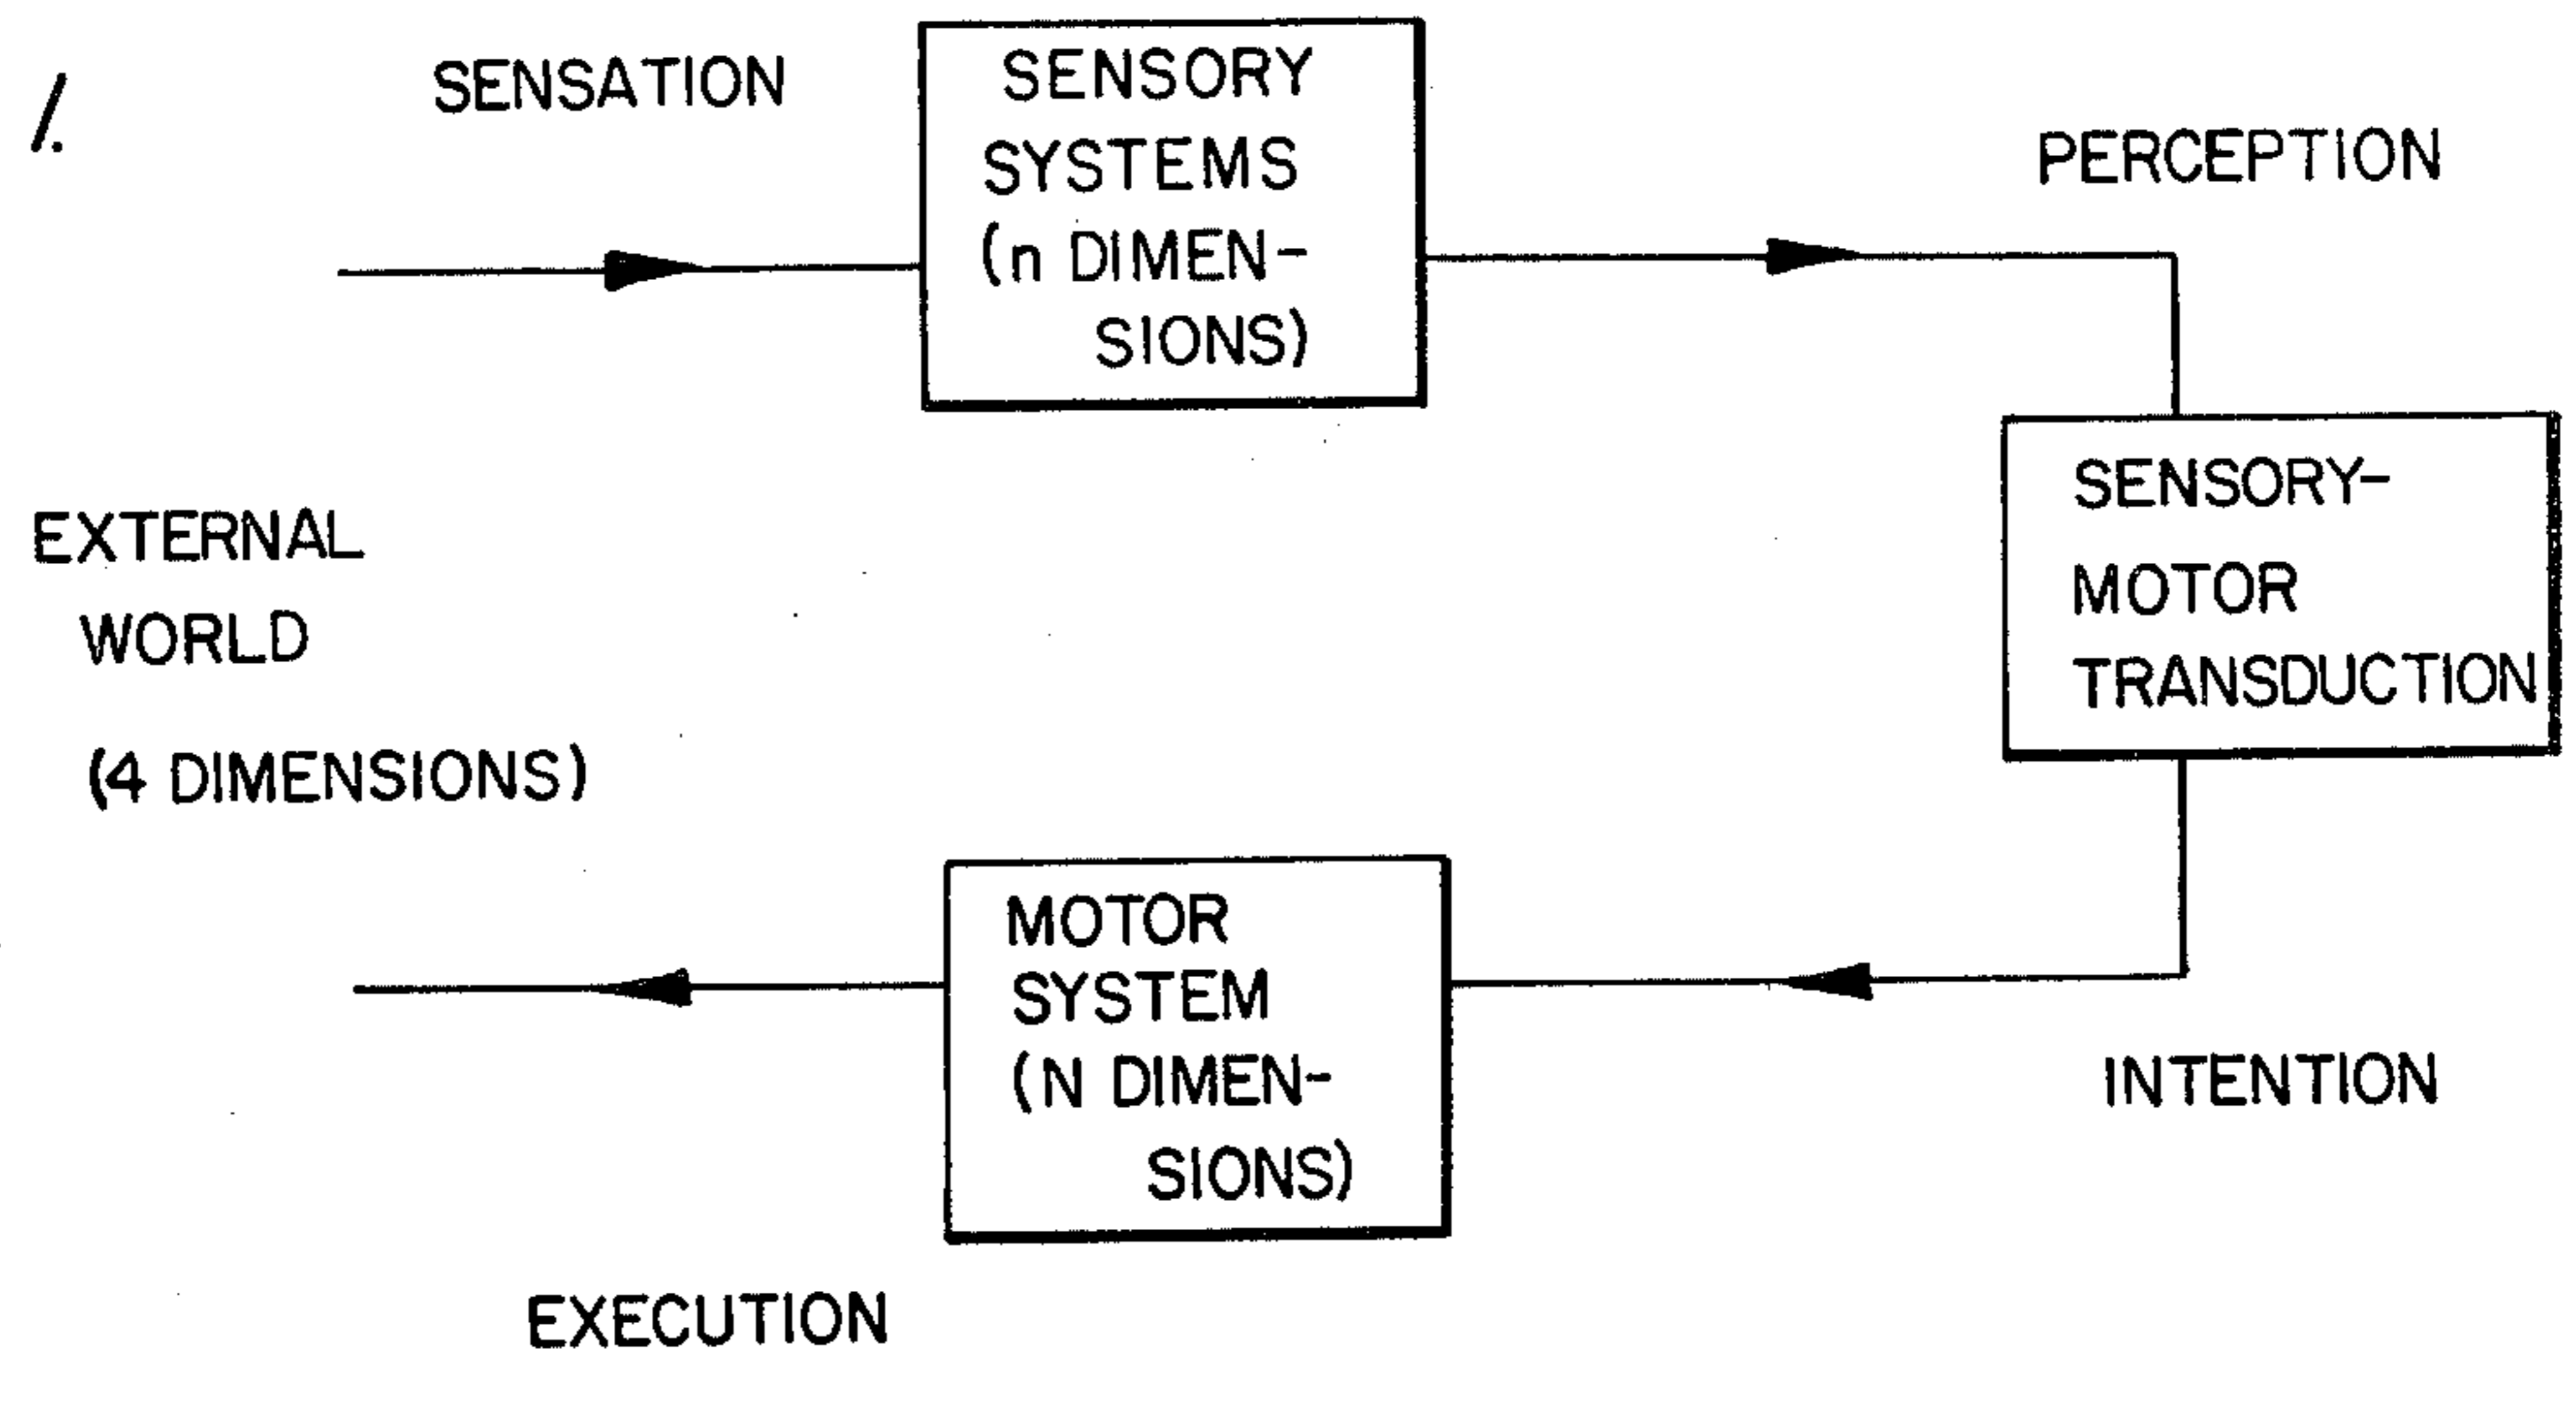 1.
SENSATION
SENSORY
SYSTEMS
(n DIMEN-
SIONS)
PERCEPTION
EXTERNAL
WORLD
(4 DIMENSIONS)
SENSORY-
MOTOR
TRANSDUCTION
MOTOR
SYSTEM
(N DIMEN-
SIONS)
INTENTION
EXECUTION